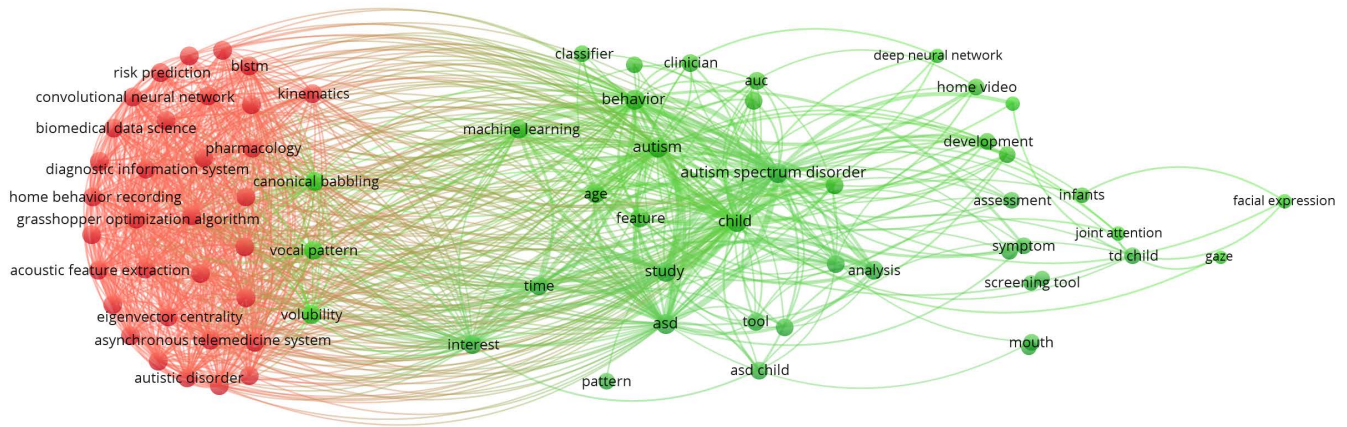 classifier
clinician
deep neural network
risk prediction
blstm
auc
home video
convolutional neural network
kinematics
behavior
biomedical data science
machine learning
pharmacology
autism
development
diagnostic information system
canonical babbling
autism spectrum disorder
home behavior recording
age
assessment
infants
facial expression
grasshopper optimization algorithm
feature
child
joint attention
vocal pattern
symptom
td child
gaze
acoustic feature extraction
study
analysis
time
screening tool
eigenvector centrality
volubility
asd
tool
asynchronous telemedicine system
interest
mouth
autistic disorder
pattern
asd child